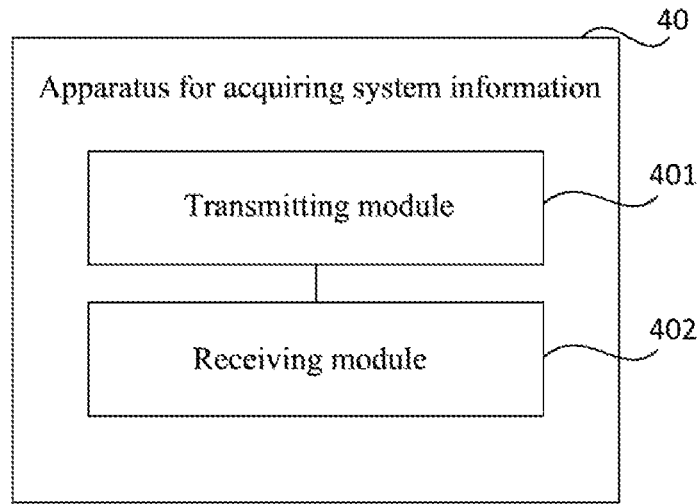 40
Apparatus for acquiring system information
401
Transmitting module
402
Receiving module